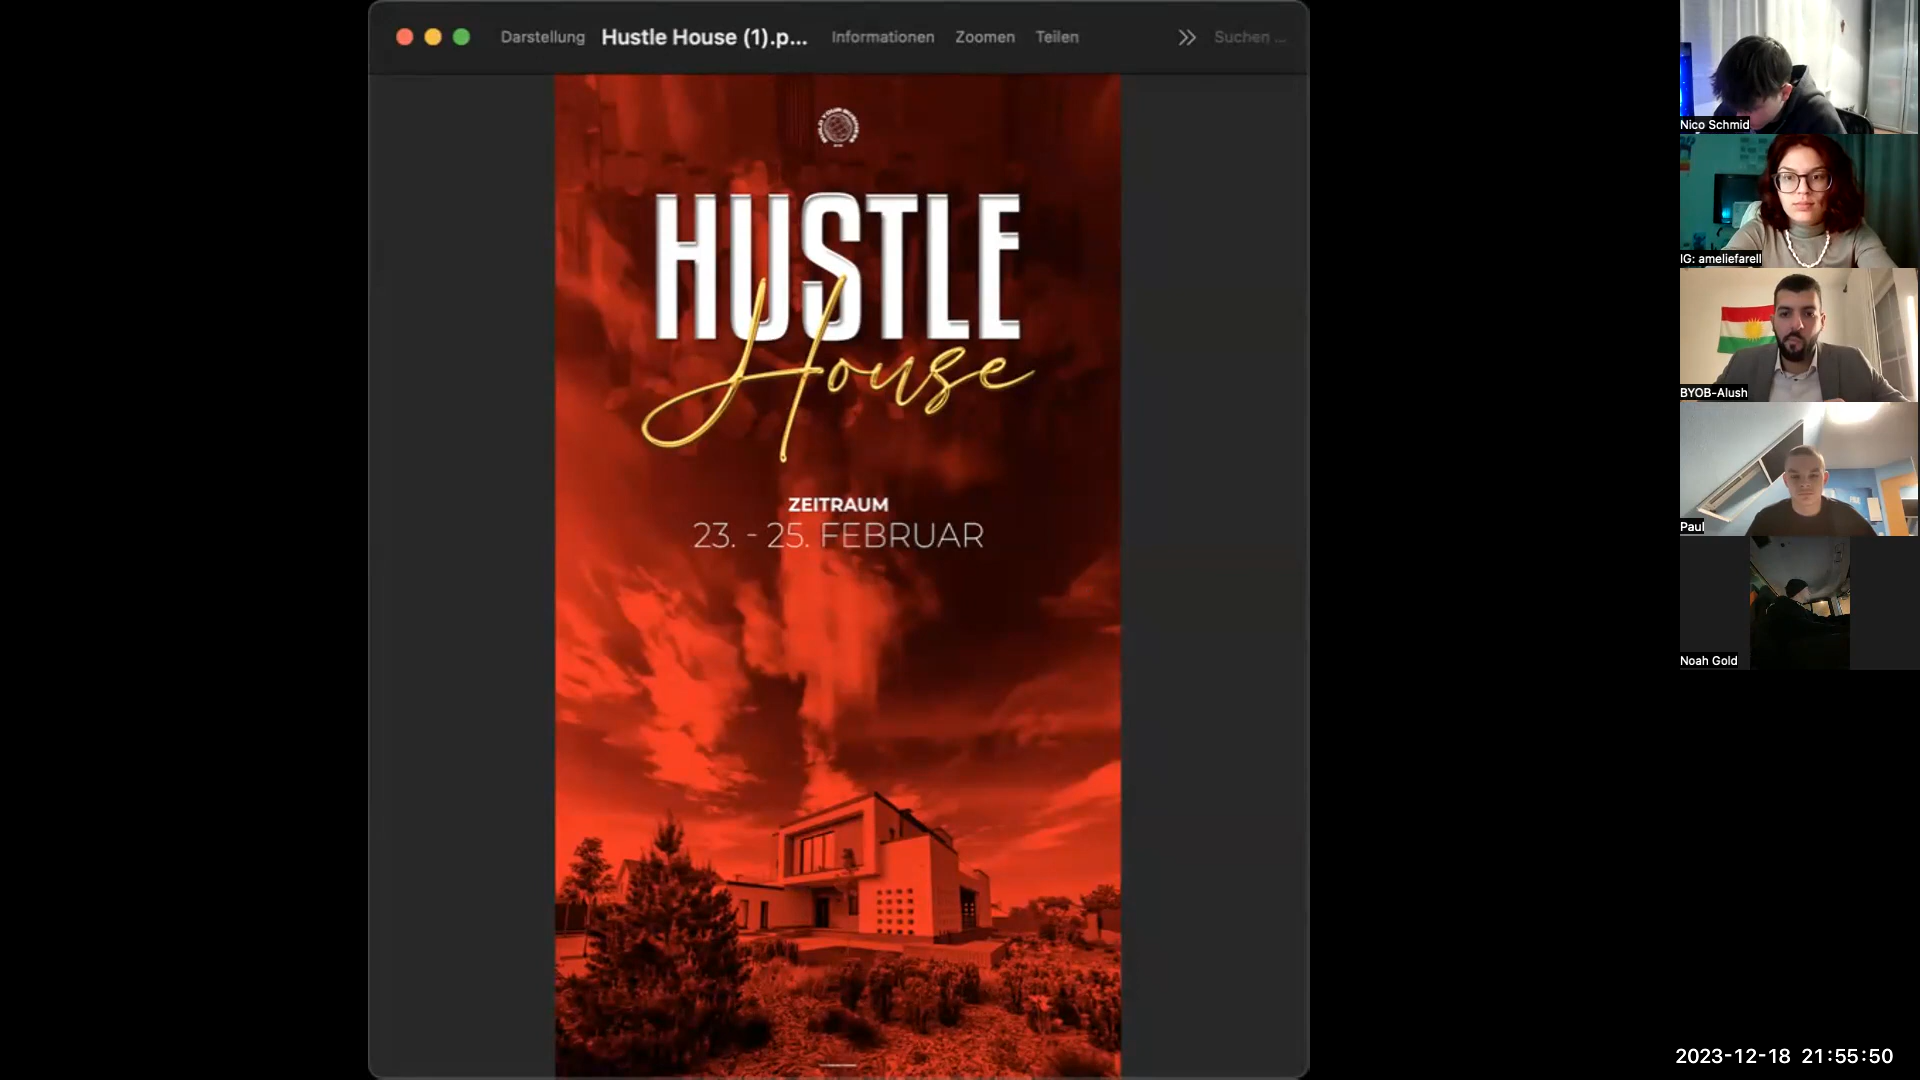 Darstellung Hustle House (1).p... Informationen Zoomen Teilen Suchen ...
HUSTLE
House
ZEITRAUM
23. - 25. FEBRUAR
Nico Schmid
IG: ameliefarell
BYOB-Alush
Paul
Noah Gold
2023-12-18 21:55:50